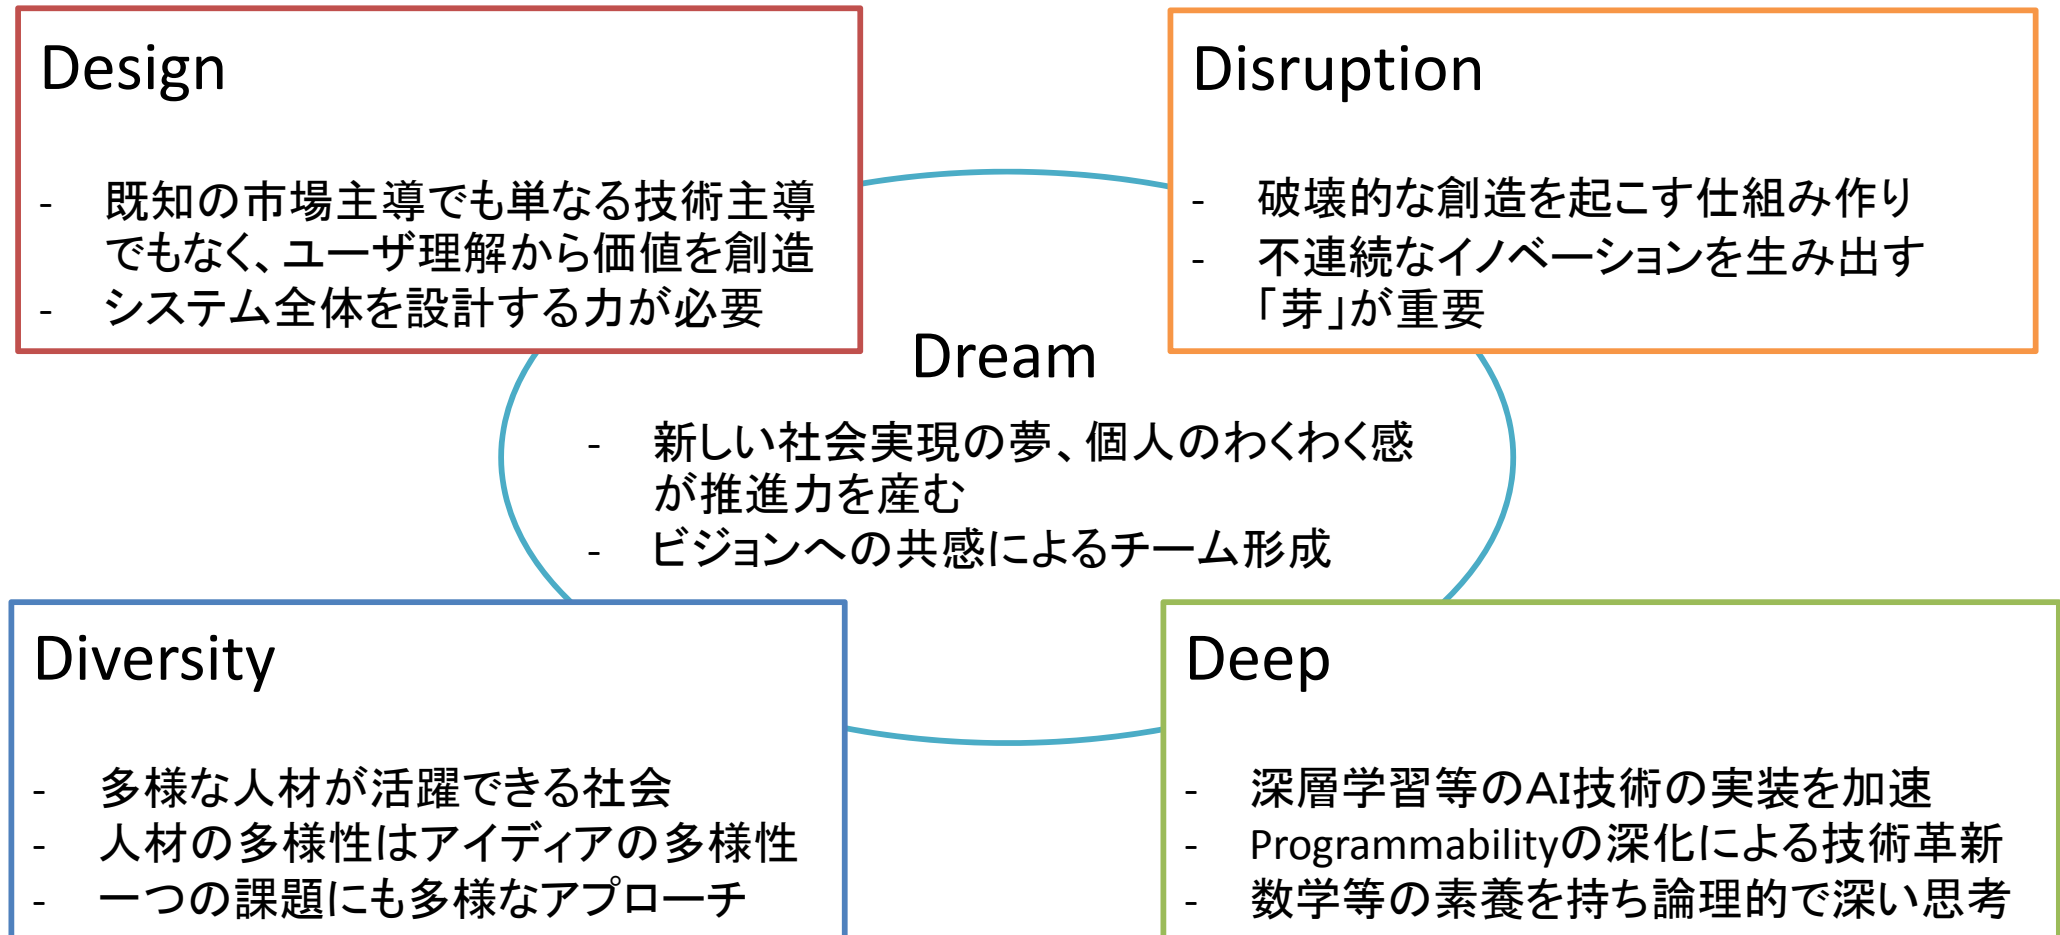 Design
- 既知の市場主導でも単なる技術主導
でもなく、ユーザ理解から価値を創造
- システム全体を設計する力が必要
Disruption
- 破壊的な創造を起こす仕組み作り
- 不連続なイノベーションを生み出す
「芽」が重要
Dream
- 新しい社会実現の夢、個人のわくわく感
が推進力を産む
- ビジョンへの共感によるチーム形成
Diversity
- 多様な人材が活躍できる社会
- 人材の多様性はアイディアの多様性
- 一つの課題にも多様なアプローチ
Deep
- 深層学習等のAI技術の実装を加速
- Programmabilityの深化による技術革新
- 数学等の素養を持ち論理的で深い思考